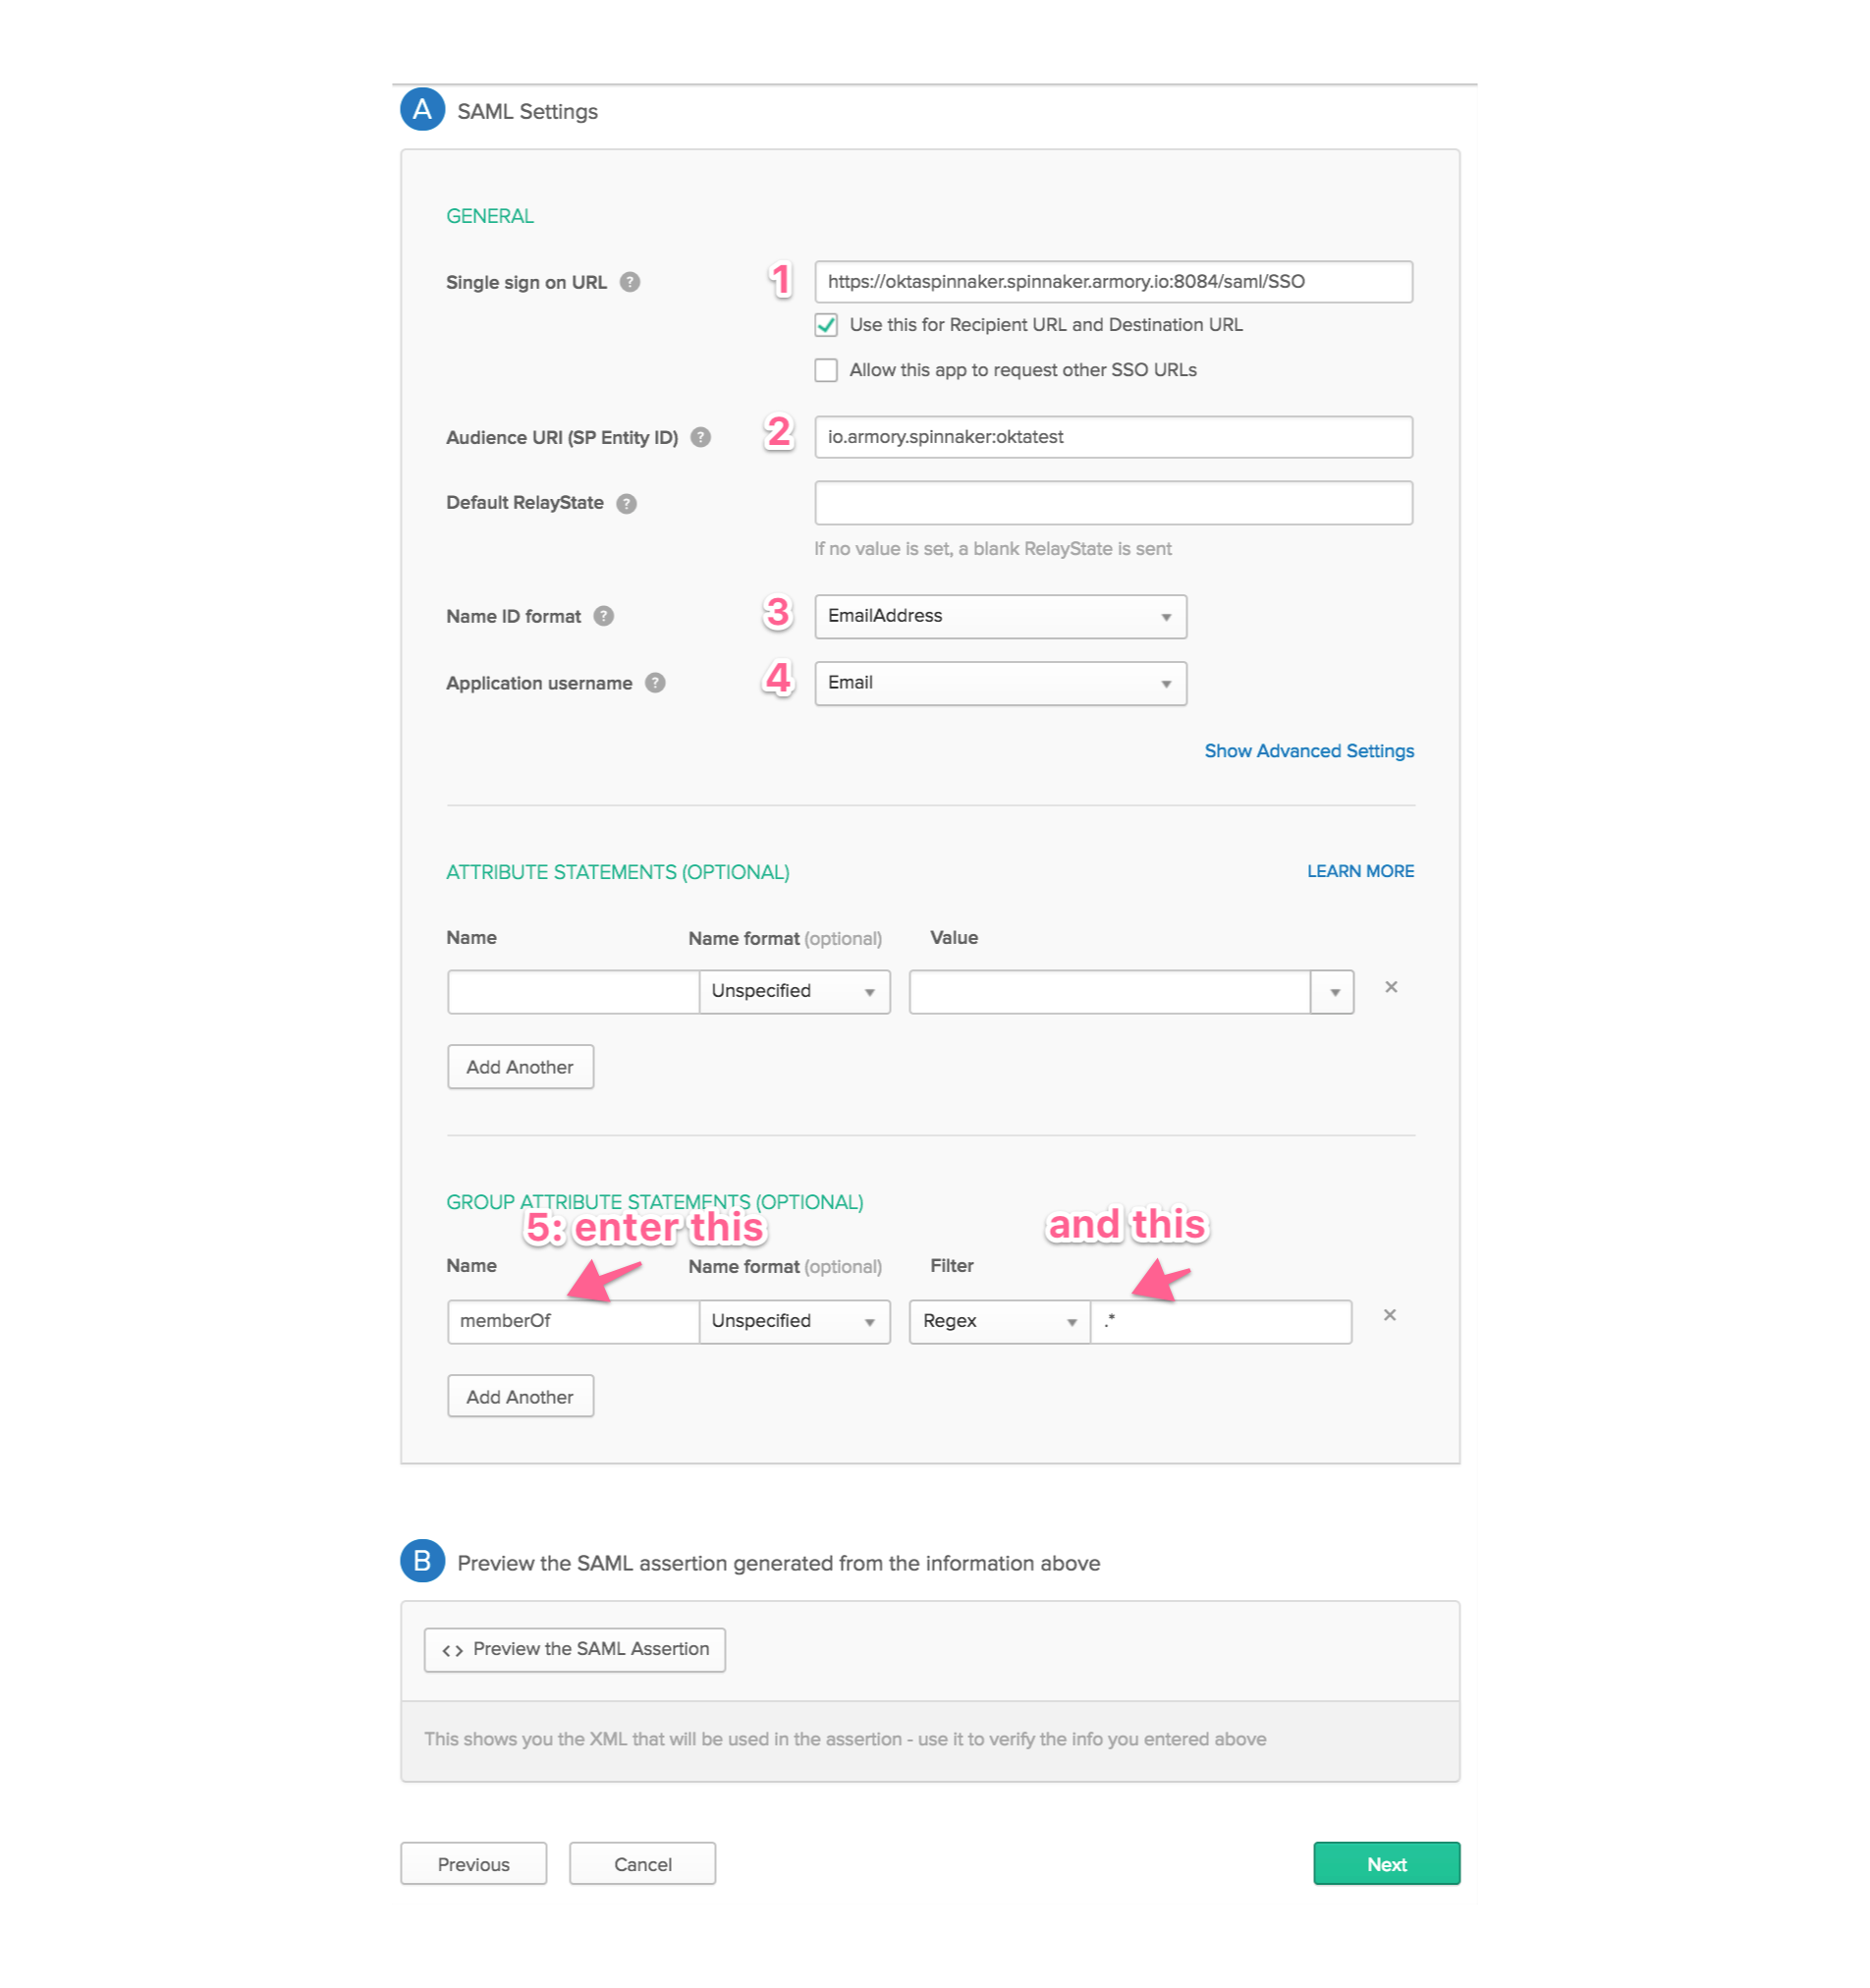 A SAML Settings
GENERAL
Single sign on URL ? 1 https://oktaspinnaker.spinnaker.armory.io:8084/saml/SSO
Use this for Recipient URL and Destination URL
Allow this app to request other SSO URLs
Audience URI (SP Entity ID) ? 2 io.armory.spinnaker:oktatest
Default RelayState ?
If no value is set, a blank RelayState is sent
Name ID format ? 3 EmailAddress
Application username ? 4 Email
Show Advanced Settings
ATTRIBUTE STATEMENTS (OPTIONAL) LEARN MORE
Name Name format (optional) Value
Unspecified
Add Another
GROUP ATTRIBUTE STATEMENTS (OPTIONAL)
5: enter this and this
Name Name format (optional) Filter
memberOf Unspecified Regex .*
Add Another
B Preview the SAML assertion generated from the information above
<> Preview the SAML Assertion
This shows you the XML that will be used in the assertion - use it to verify the info you entered above
Previous Cancel Next